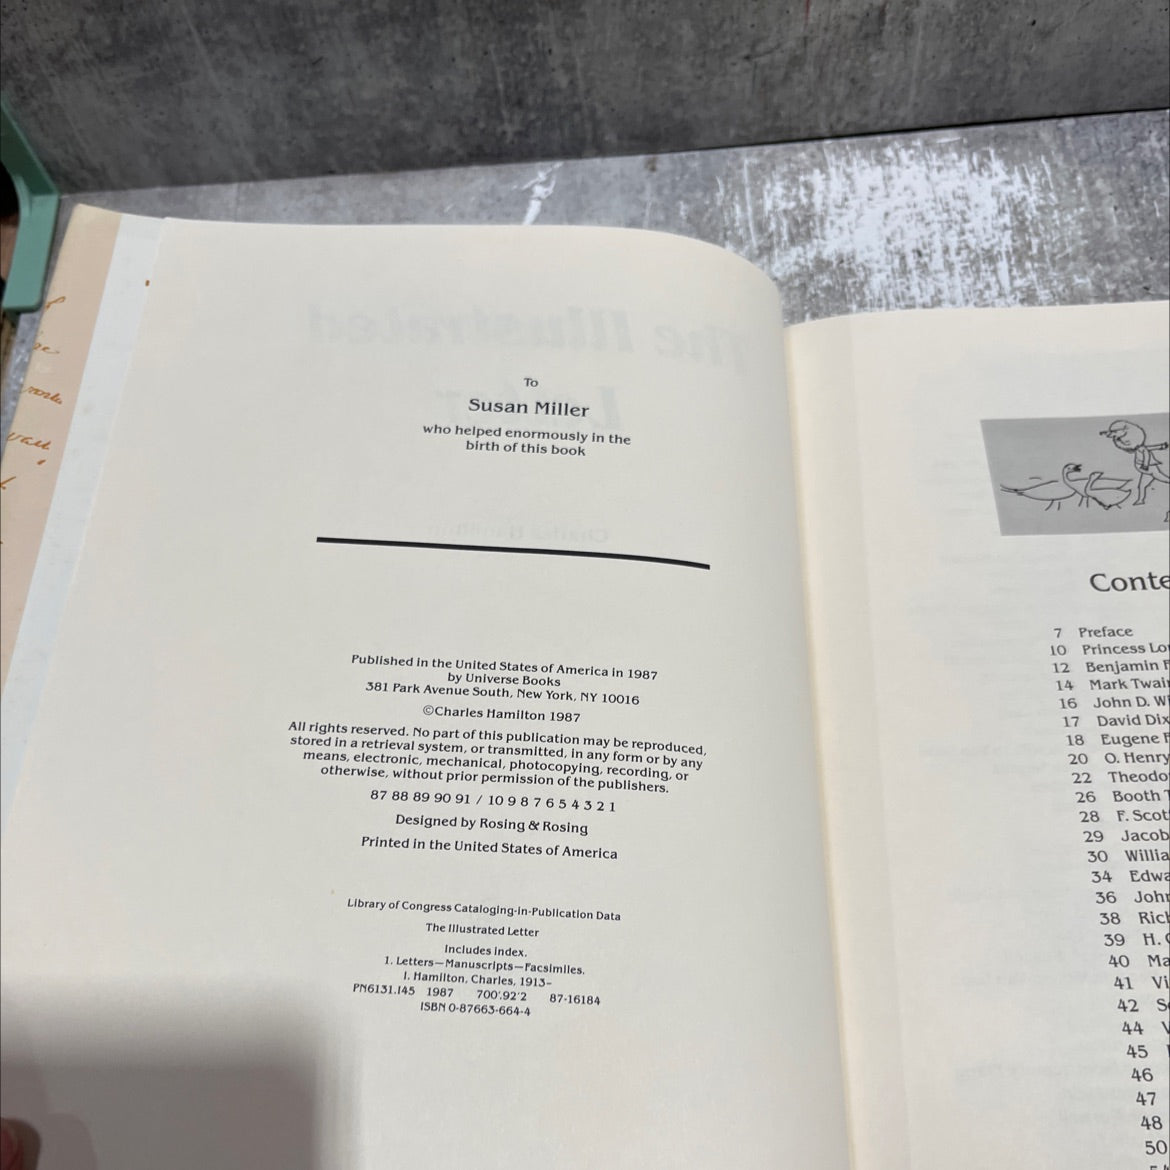 To
Susan Miller
who helped enormously in the
birth of this book
Published in the United States of America in 1987
by Universe Books
381 Park Avenue South, New York, NY 10016
©Charles Hamilton 1987
All rights reserved. No part of this publication may be reproduced,
stored in a retrieval system, or transmitted, in any form or by any
means, electronic, mechanical, photocopying, recording, or
otherwise, without prior permission of the publishers.
87 88 89 90 91 / 10 9 8 7 6 5 4 3 2 1
Designed by Rosing & Rosing
Printed in the United States of America
Library of Congress Cataloging-in-Publication Data
The Illustrated Letter
Includes index.
1. Letters—Manuscripts—Facsimiles.
I. Hamilton, Charles, 1913–
PN6131.I45 1987 700'.92'2 87-16184
ISBN 0-87663-664-4
Conte
7 Preface
10 Princess Lo
12 Benjamin F
14 Mark Twai
16 John D. W
17 David Dix
18 Eugene F
20 O. Henry
22 Theodo
26 Booth T
28 F. Scot
29 Jacob
30 Willia
34 Edwa
36 John
38 Rich
39 H. C
40 Ma
41 Vi
42 S
44 V
45
46
47
48
50